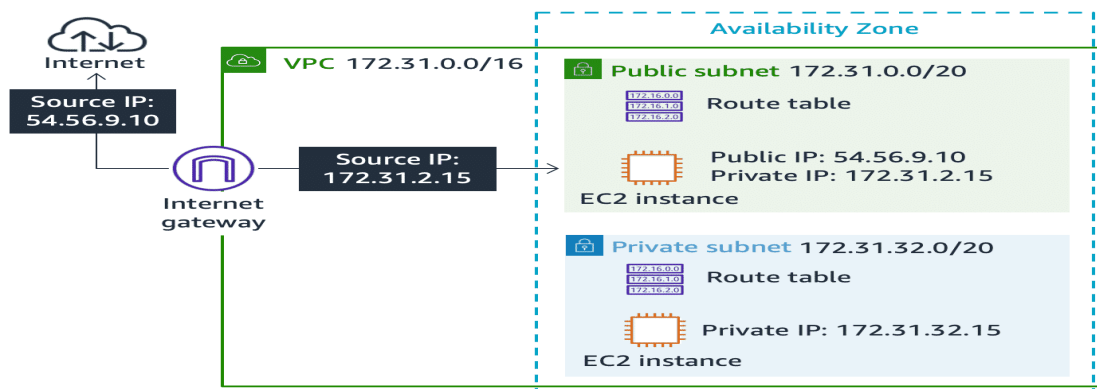 Availability Zone
Internet
VPC 172.31.0.0/16
Public subnet 172.31.0.0/20
Source IP:
54.56.9.10
172.16.0.0
172.16.1.0
172.16.2.0
Route table
Source IP:
172.31.2.15
Public IP: 54.56.9.10
Private IP: 172.31.2.15
EC2 instance
Internet
gateway
Private subnet 172.31.32.0/20
172.16.0.0
172.16.1.0
172.16.2.0
Route table
Private IP: 172.31.32.15
EC2 instance